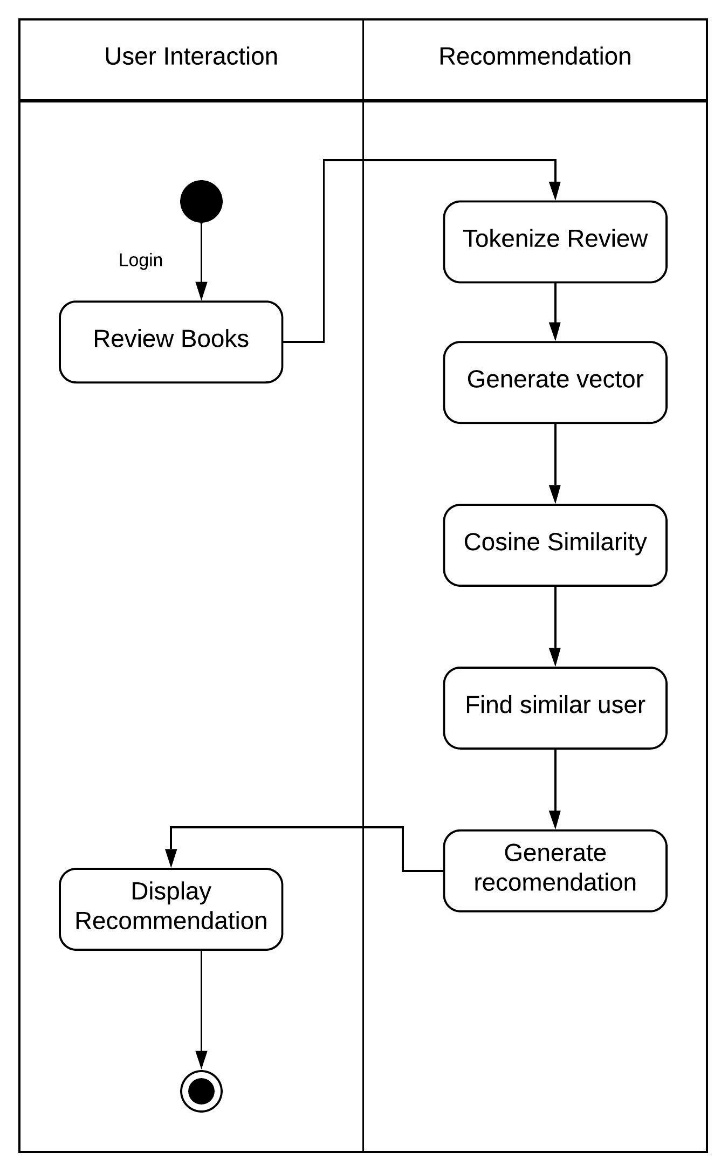 User Interaction
Recommendation
Login
Review Books
Tokenize Review
Generate vector
Cosine Similarity
Find similar user
Generate
recomendation
Display
Recommendation